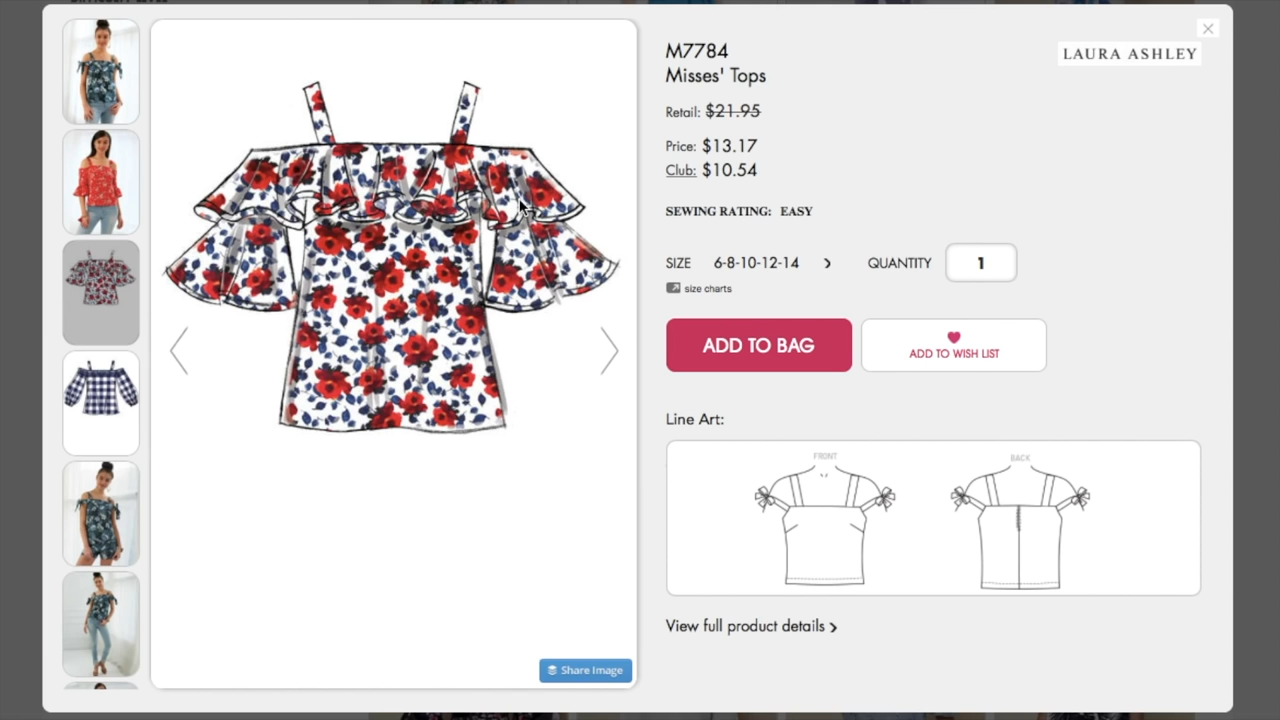 M7784
LAURA ASHLEY
Misses' Tops
Retail: $21.95
Price: $13.17
Club: $10.54
SEWING RATING: EASY
SIZE 6-8-10-12-14 › QUANTITY 1
size charts
ADD TO BAG
ADD TO WISH LIST
Line Art:
FRONT BACK
View full product details ›
Share Image